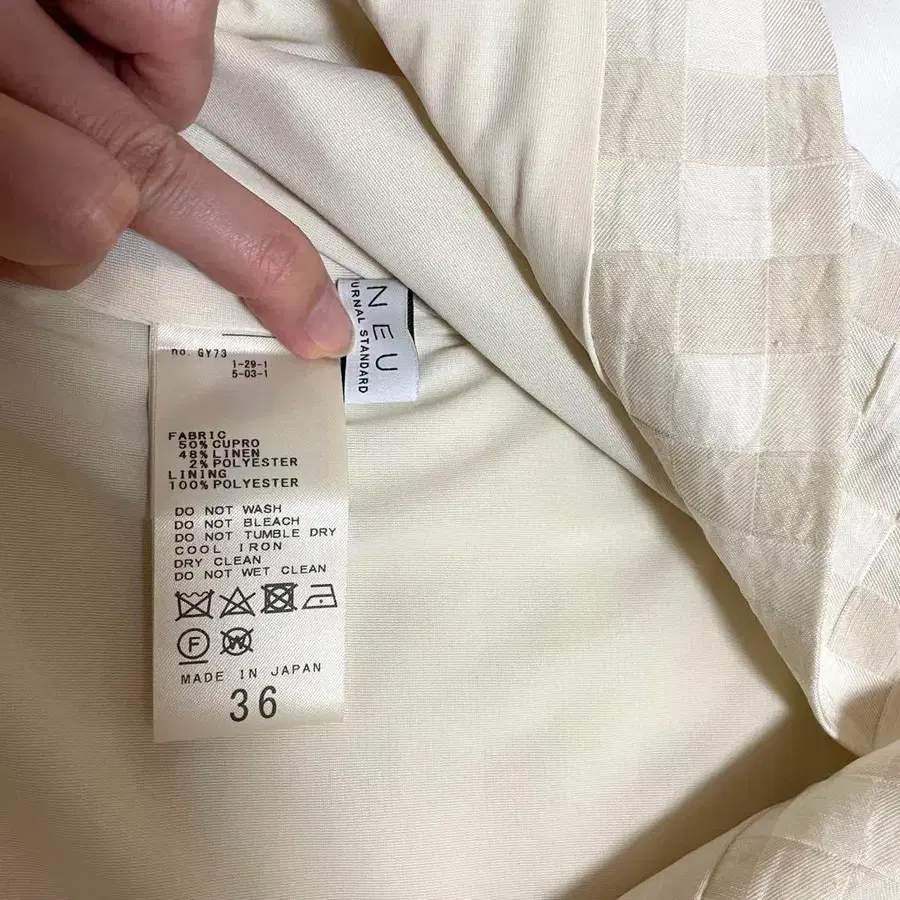 NEU
URNAL STANDARD
no. GY73
1-29-1
5-03-1
FABRIC
50% CUPRO
48% LINEN
2% POLYESTER
LINING
100% POLYESTER
DO NOT WASH
DO NOT BLEACH
DO NOT TUMBLE DRY
COOL IRON
DRY CLEAN
DO NOT WET CLEAN
F W
MADE IN JAPAN
36